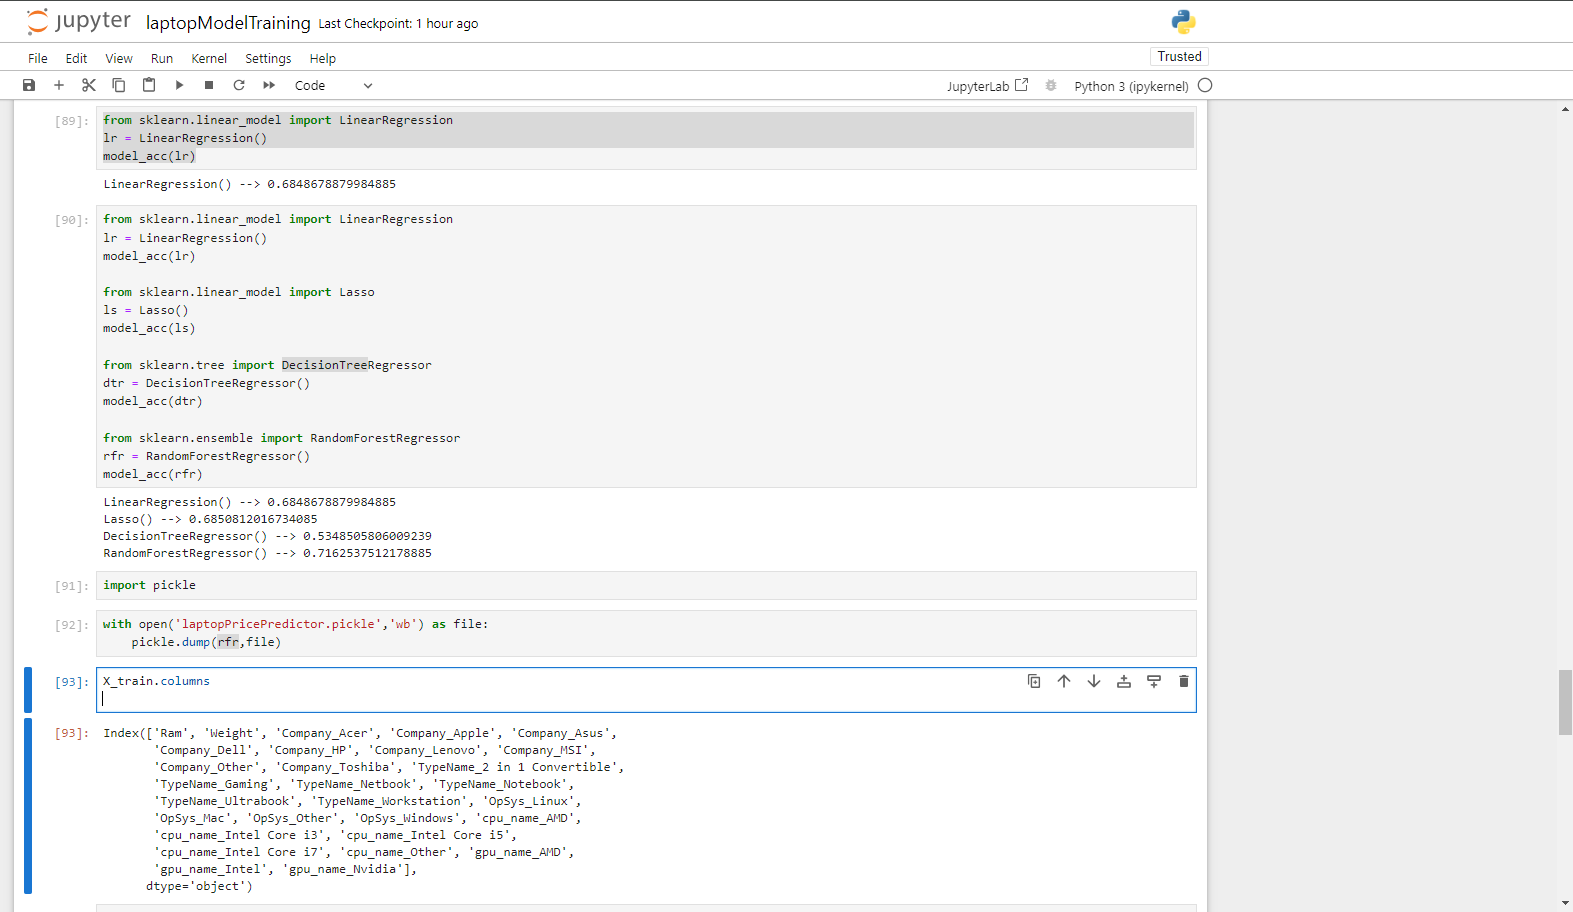 jupyter laptopModelTraining Last Checkpoint: 1 hour ago
File Edit View Run Kernel Settings Help
Trusted
Code
JupyterLab
Python 3 (ipykernel)
[89]:
from sklearn.linear_model import LinearRegression
lr = LinearRegression()
model_acc(lr)
LinearRegression() --> 0.6848678879984885
[90]:
from sklearn.linear_model import LinearRegression
lr = LinearRegression()
model_acc(lr)
from sklearn.linear_model import Lasso
ls = Lasso()
model_acc(ls)
from sklearn.tree import DecisionTreeRegressor
dtr = DecisionTreeRegressor()
model_acc(dtr)
from sklearn.ensemble import RandomForestRegressor
rfr = RandomForestRegressor()
model_acc(rfr)
LinearRegression() --> 0.6848678879984885
Lasso() --> 0.6850812016734085
DecisionTreeRegressor() --> 0.5348505806009239
RandomForestRegressor() --> 0.7162537512178885
[91]:
import pickle
[92]:
with open('laptopPricePredictor.pickle','wb') as file:
    pickle.dump(rfr,file)
[93]:
X_train.columns
[93]:
Index(['Ram', 'Weight', 'Company_Acer', 'Company_Apple', 'Company_Asus',
       'Company_Dell', 'Company_HP', 'Company_Lenovo', 'Company_MSI',
       'Company_Other', 'Company_Toshiba', 'TypeName_2 in 1 Convertible',
       'TypeName_Gaming', 'TypeName_Netbook', 'TypeName_Notebook',
       'TypeName_Ultrabook', 'TypeName_Workstation', 'OpSys_Linux',
       'OpSys_Mac', 'OpSys_Other', 'OpSys_Windows', 'cpu_name_AMD',
       'cpu_name_Intel Core i3', 'cpu_name_Intel Core i5',
       'cpu_name_Intel Core i7', 'cpu_name_Other', 'gpu_name_AMD',
       'gpu_name_Intel', 'gpu_name_Nvidia'],
      dtype='object')